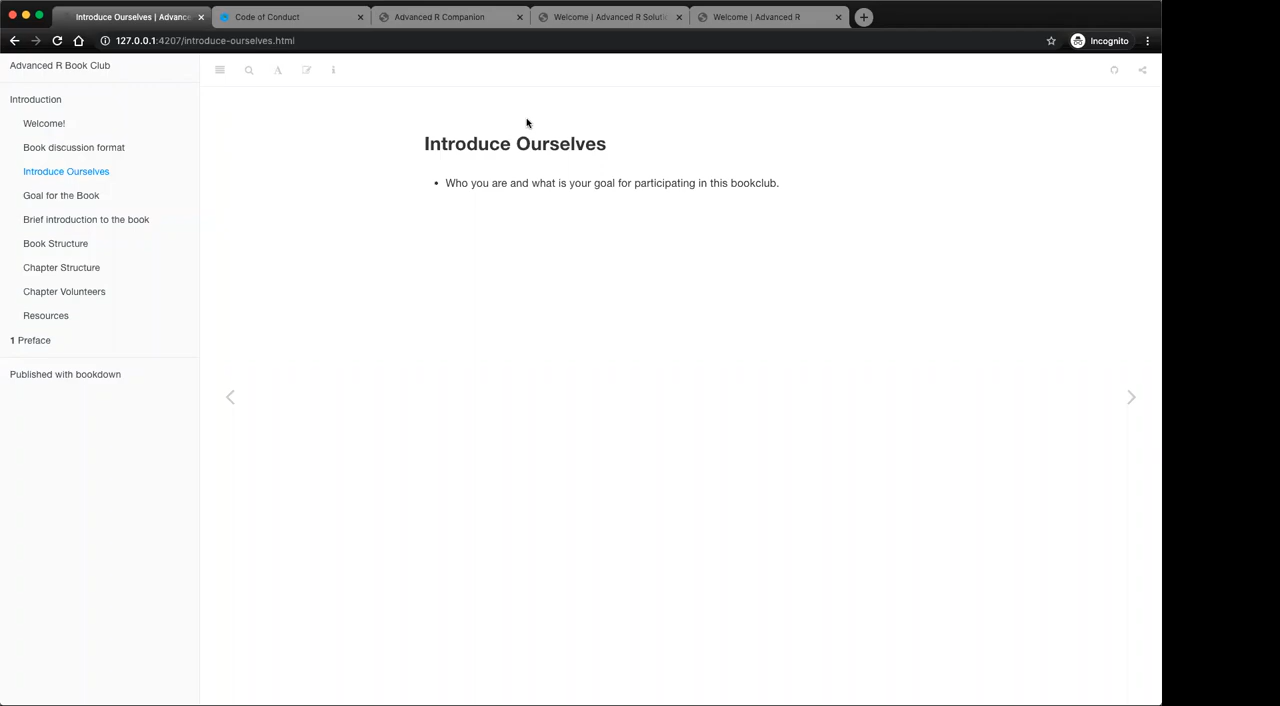 Introduce Ourselves | Advanc
Code of Conduct
Advanced R Companion
Welcome | Advanced R Soluti
Welcome | Advanced R
127.0.0.1:4207/introduce-ourselves.html
Incognito
Advanced R Book Club
Introduction
Welcome!
Book discussion format
Introduce Ourselves
Goal for the Book
Brief introduction to the book
Book Structure
Chapter Structure
Chapter Volunteers
Resources
1 Preface
Published with bookdown
Introduce Ourselves
• Who you are and what is your goal for participating in this bookclub.